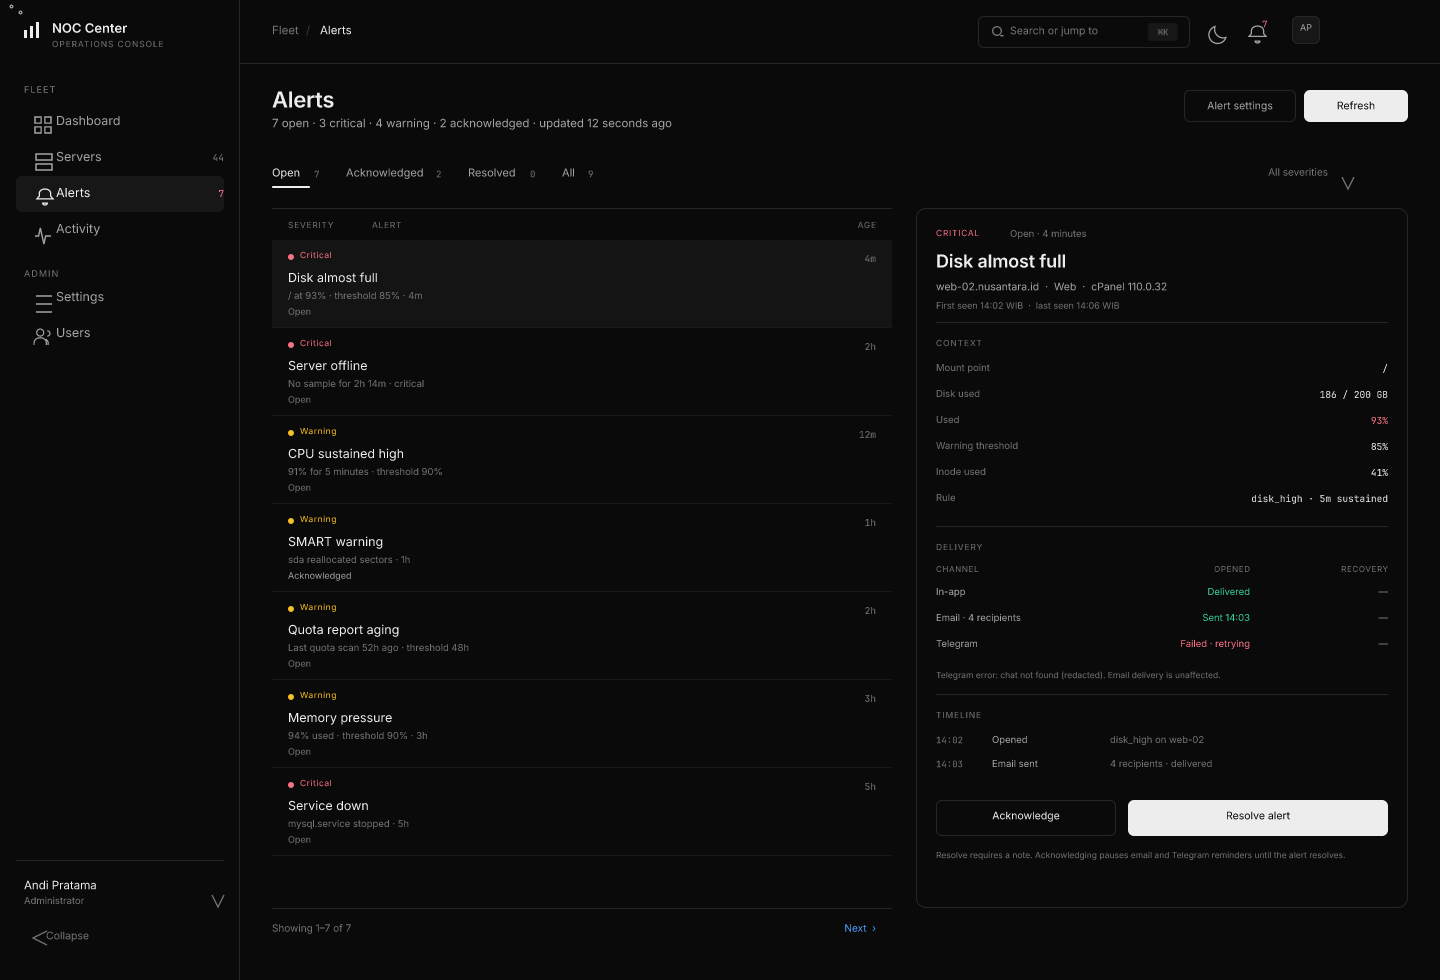 NOC Center
OPERATIONS CONSOLE
FLEET
Dashboard
Servers 44
Alerts 7
Activity
ADMIN
Settings
Users
Andi Pratama
Administrator
Collapse
Fleet / Alerts
Search or jump to ⌘K
7
AP
Alerts
7 open · 3 critical · 4 warning · 2 acknowledged · updated 12 seconds ago
Alert settings
Refresh
Open 7 Acknowledged 2 Resolved 0 All 9
All severities
SEVERITY ALERT AGE
Critical 4m
Disk almost full
/ at 93% · threshold 85% · 4m
Open
Critical 2h
Server offline
No sample for 2h 14m · critical
Open
Warning 12m
CPU sustained high
91% for 5 minutes · threshold 90%
Open
Warning 1h
SMART warning
sda reallocated sectors · 1h
Acknowledged
Warning 2h
Quota report aging
Last quota scan 52h ago · threshold 48h
Open
Warning 3h
Memory pressure
94% used · threshold 90% · 3h
Open
Critical 5h
Service down
mysql.service stopped · 5h
Open
Showing 1–7 of 7
Next ›
CRITICAL Open · 4 minutes
Disk almost full
web-02.nusantara.id · Web · cPanel 110.0.32
First seen 14:02 WIB · last seen 14:06 WIB
CONTEXT
Mount point /
Disk used 186 / 200 GB
Used 93%
Warning threshold 85%
Inode used 41%
Rule disk_high · 5m sustained
DELIVERY
CHANNEL OPENED RECOVERY
In-app Delivered —
Email · 4 recipients Sent 14:03 —
Telegram Failed · retrying —
Telegram error: chat not found (redacted). Email delivery is unaffected.
TIMELINE
14:02 Opened disk_high on web-02
14:03 Email sent 4 recipients · delivered
Acknowledge
Resolve alert
Resolve requires a note. Acknowledging pauses email and Telegram reminders until the alert resolves.